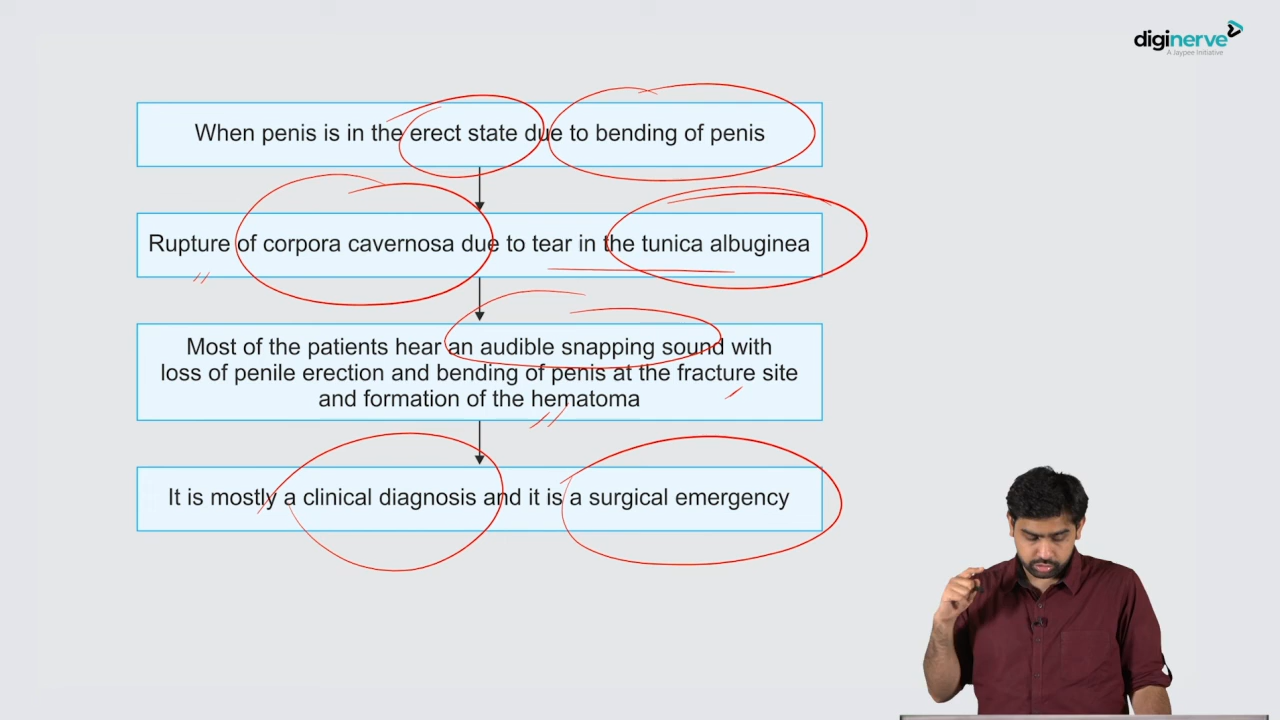 diginerve
A Jaypee Initiative
When penis is in the erect state due to bending of penis
Rupture of corpora cavernosa due to tear in the tunica albuginea
Most of the patients hear an audible snapping sound with
loss of penile erection and bending of penis at the fracture site
and formation of the hematoma
It is mostly a clinical diagnosis and it is a surgical emergency